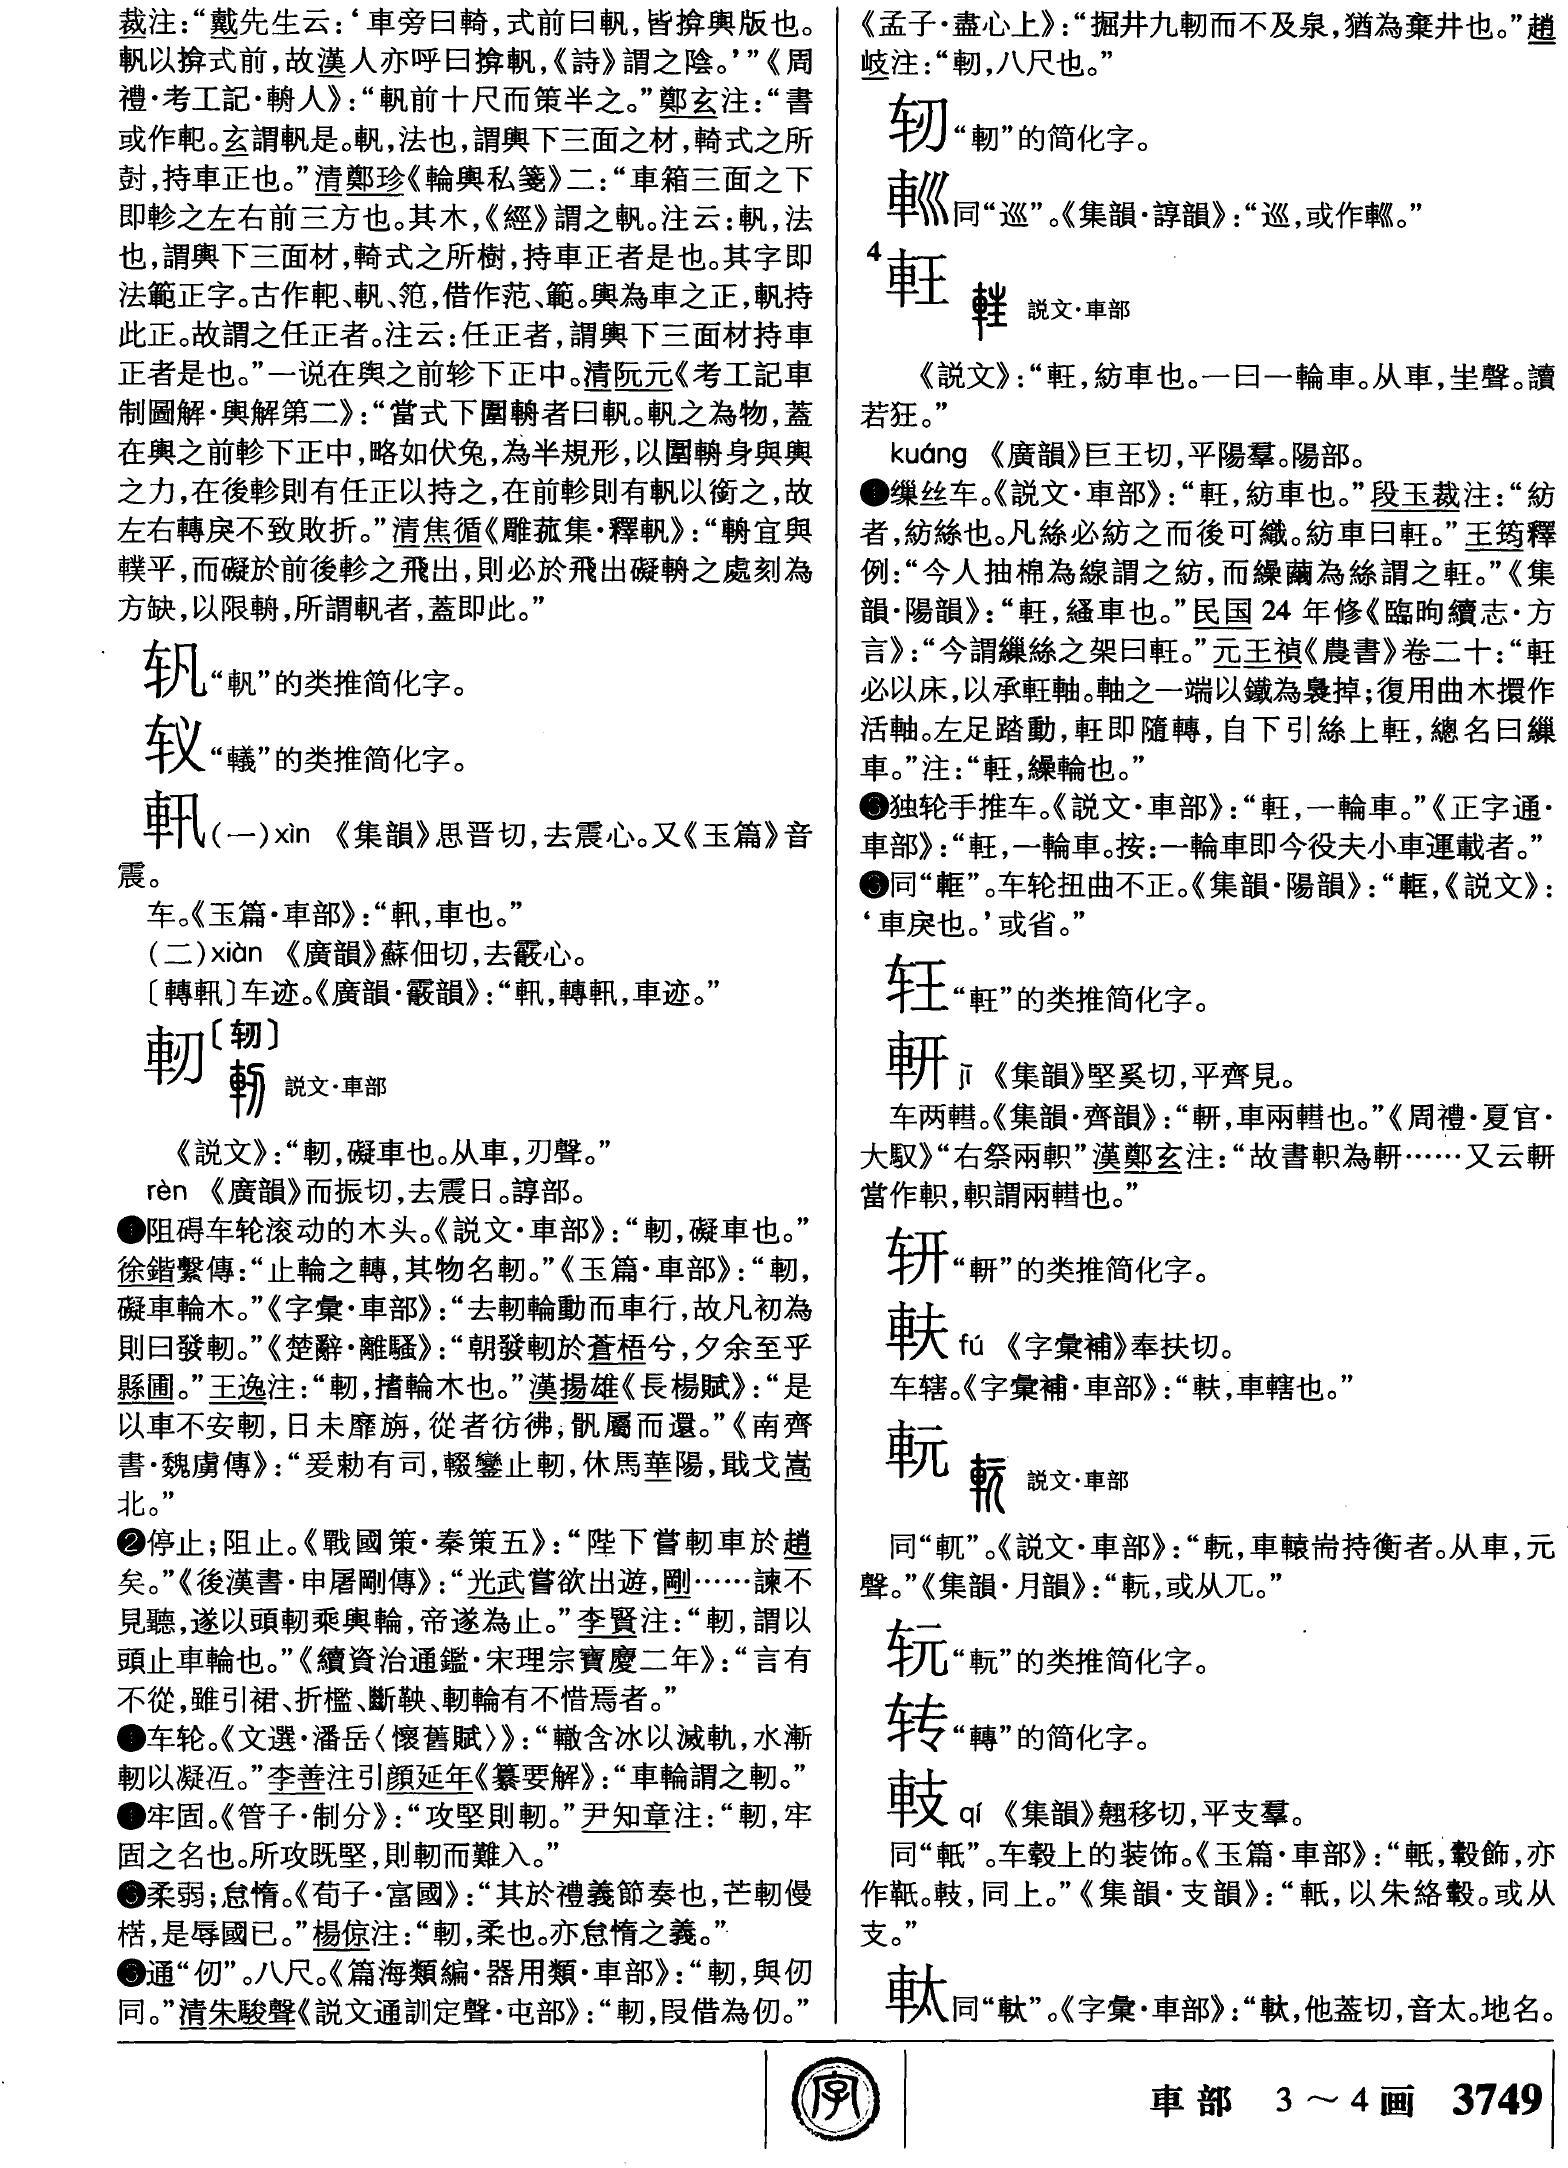 裁注：“戴先生云：‘車旁曰輢，式前曰軓，皆揜輿版也。
軓以揜式前，故漢人亦呼曰揜軓，《詩》謂之陰。’”《周
禮·考工記·輈人》：“軓前十尺而策半之。”鄭玄注：“書
或作𨊠。玄謂軓是。軓，法也，謂輿下三面之材，輢式之所
尌，持車正也。”清鄭珍《輪輿私箋》二：“車箱三面之下
即軫之左右前三方也。其木，《經》謂之軓。注云：軓，法
也，謂輿下三面材，輢式之所樹，持車正者是也。其字即
法範正字。古作𨊠、軓、笵，借作范、範。輿為車之正，軓持
此正。故謂之任正者。注云：任正者，謂輿下三面材持車
正者是也。”一说在舆之前轸下正中。清阮元《考工記車
制圖解·輿解第二》：“當式下圍輈者曰軓。軓之為物，蓋
在輿之前軫下正中，略如伏兔，為半規形，以圍輈身與輿
之力，在後軫則有任正以持之，在前軫則有軓以銜之，故
左右轉戾不致敗折。”清焦循《雕菰集·釋軓》：“輈宜與
轐平，而礙於前後軫之飛出，則必於飛出礙輈之處刻為
方缺，以限輈，所謂軓者，蓋即此。”
𰹲“軓”的类推简化字。
“轙”的类推简化字。
䡀(一)xìn 《集韻》思晋切，去震心。又《玉篇》音
震。
车。《玉篇·車部》：“䡀，車也。”
(二)xiàn 《廣韻》蘇佃切，去霰心。
〔轉䡀〕车迹。《廣韻·霰韻》：“䡀，轉䡀，車迹。”
軔〔轫〕
説文·車部
《説文》：“軔，礙車也。从車，刃聲。”
rèn 《廣韻》而振切，去震日。諄部。
❶阻碍车轮滚动的木头。《説文·車部》：“軔，礙車也。”
徐鍇繫傳：“止輪之轉，其物名軔。”《玉篇·車部》：“軔，
礙車輪木。”《字彙·車部》：“去軔輪動而車行，故凡初為
則曰發軔。”《楚辭·離騷》：“朝發軔於蒼梧兮，夕余至乎
縣圃。”王逸注：“軔，搘輪木也。”漢揚雄《長楊賦》：“是
以車不安軔，日未靡旃，從者彷彿，骫屬而還。”《南齊
書·魏虜傳》：“爰勑有司，輟鑾止軔，休馬華陽，戢戈嵩
北。”
❷停止；阻止。《戰國策·秦策五》：“陛下嘗軔車於趙
矣。”《後漢書·申屠剛傳》：“光武嘗欲出遊，剛……諫不
見聽，遂以頭軔乘輿輪，帝遂為止。”李賢注：“軔，謂以
頭止車輪也。”《續資治通鑑·宋理宗寶慶二年》：“言有
不從，雖引裙、折檻、斷鞅、軔輪有不惜焉者。”
❸车轮。《文選·潘岳〈懷舊賦〉》：“轍含冰以滅軌，水漸
軔以凝冱。”李善注引顔延年《纂要解》：“車輪謂之軔。”
❹牢固。《管子·制分》：“攻堅則軔。”尹知章注：“軔，牢
固之名也。所攻既堅，則軔而難入。”
❺柔弱；怠惰。《荀子·富國》：“其於禮義節奏也，芒軔僈
楛，是辱國已。”楊倞注：“軔，柔也。亦怠惰之義。”
❻通“仞”。八尺。《篇海類編·器用類·車部》：“軔，與仞
同。”清朱駿聲《説文通訓定聲·屯部》：“軔，叚借為仞。”
《孟子·盡心上》：“掘井九軔而不及泉，猶為棄井也。”趙
岐注：“軔，八尺也。”
轫“軔”的简化字。
𨊰同“巡”。《集韻·諄韻》：“巡，或作𨊰。”
4
軖
説文·車部
《説文》：“軖，紡車也。一曰一輪車。从車，㞷聲。讀
若狂。”
kuáng 《廣韻》巨王切，平陽羣。陽部。
❶缫丝车。《説文·車部》：“軖，紡車也。”段玉裁注：“紡
者，紡絲也。凡絲必紡之而後可織。紡車曰軖。”王筠釋
例：“今人抽棉為線謂之紡，而繰繭為絲謂之軖。”《集
韻·陽韻》：“軖，繅車也。”民国 24 年修《臨朐續志·方
言》：“今謂繅絲之架曰軖。”元王禎《農書》卷二十：“軖
必以床，以承軖軸。軸之一端以鐵為裊掉；復用曲木擐作
活軸。左足踏動，軖即隨轉，自下引絲上軖，總名曰繅
車。”注：“軖，繰輪也。”
❷独轮手推车。《説文·車部》：“軖，一輪車。”《正字通·
車部》：“軖，一輪車。按：一輪車即今役夫小車運載者。”
❸同“軭”。车轮扭曲不正。《集韻·陽韻》：“軭，《説文》：
‘車戾也。’或省。”
“軖”的类推简化字。
䡆 jī 《集韻》堅奚切，平齊見。
车两轊。《集韻·齊韻》：“䡆，車兩轊也。”《周禮·夏官·
大馭》“右祭兩軹”漢鄭玄注：“故書軹為䡆……又云䡆
當作軹，軹謂兩轊也。”
“䡆”的类推简化字。
䡍 fú 《字彙補》奉扶切。
车辖。《字彙補·車部》：“䡍，車辖也。”
軏
説文·車部
同“軏”。《説文·車部》：“䡇，車轅耑持衡者。从車，元
聲。”《集韻·月韻》：“䡇，或从兀。”
“䡇”的类推简化字。
转“轉”的简化字。
䡋 qí 《集韻》翹移切，平支羣。
同“軝”。车毂上的装饰。《玉篇·車部》：“軝，轂飾，亦
作䩚。䡋，同上。”《集韻·支韻》：“軝，以朱絡轂。或从
支。”
軚同“軑”。《字彙·車部》：“軚，他蓋切，音太。地名。
字
車部 3～4画 3749